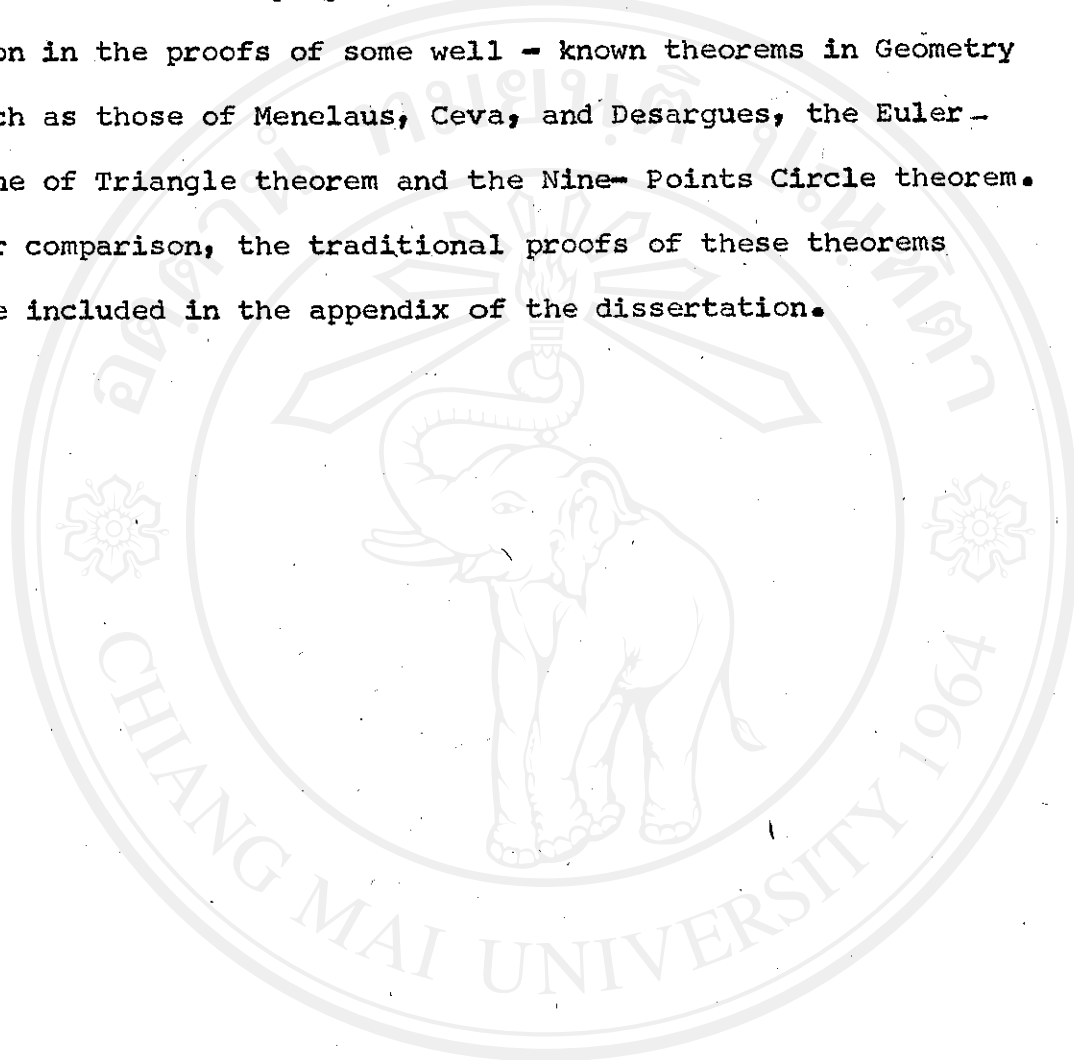 on in the proofs of some well - known theorems in Geometry
ch as those of Menelaus, Ceva, and Desargues, the Euler -
ne of Triangle theorem and the Nine- Points Circle theorem.
r comparison, the traditional proofs of these theorems
e included in the appendix of the dissertation.
CHIANG MAI UNIVERSITY 1964